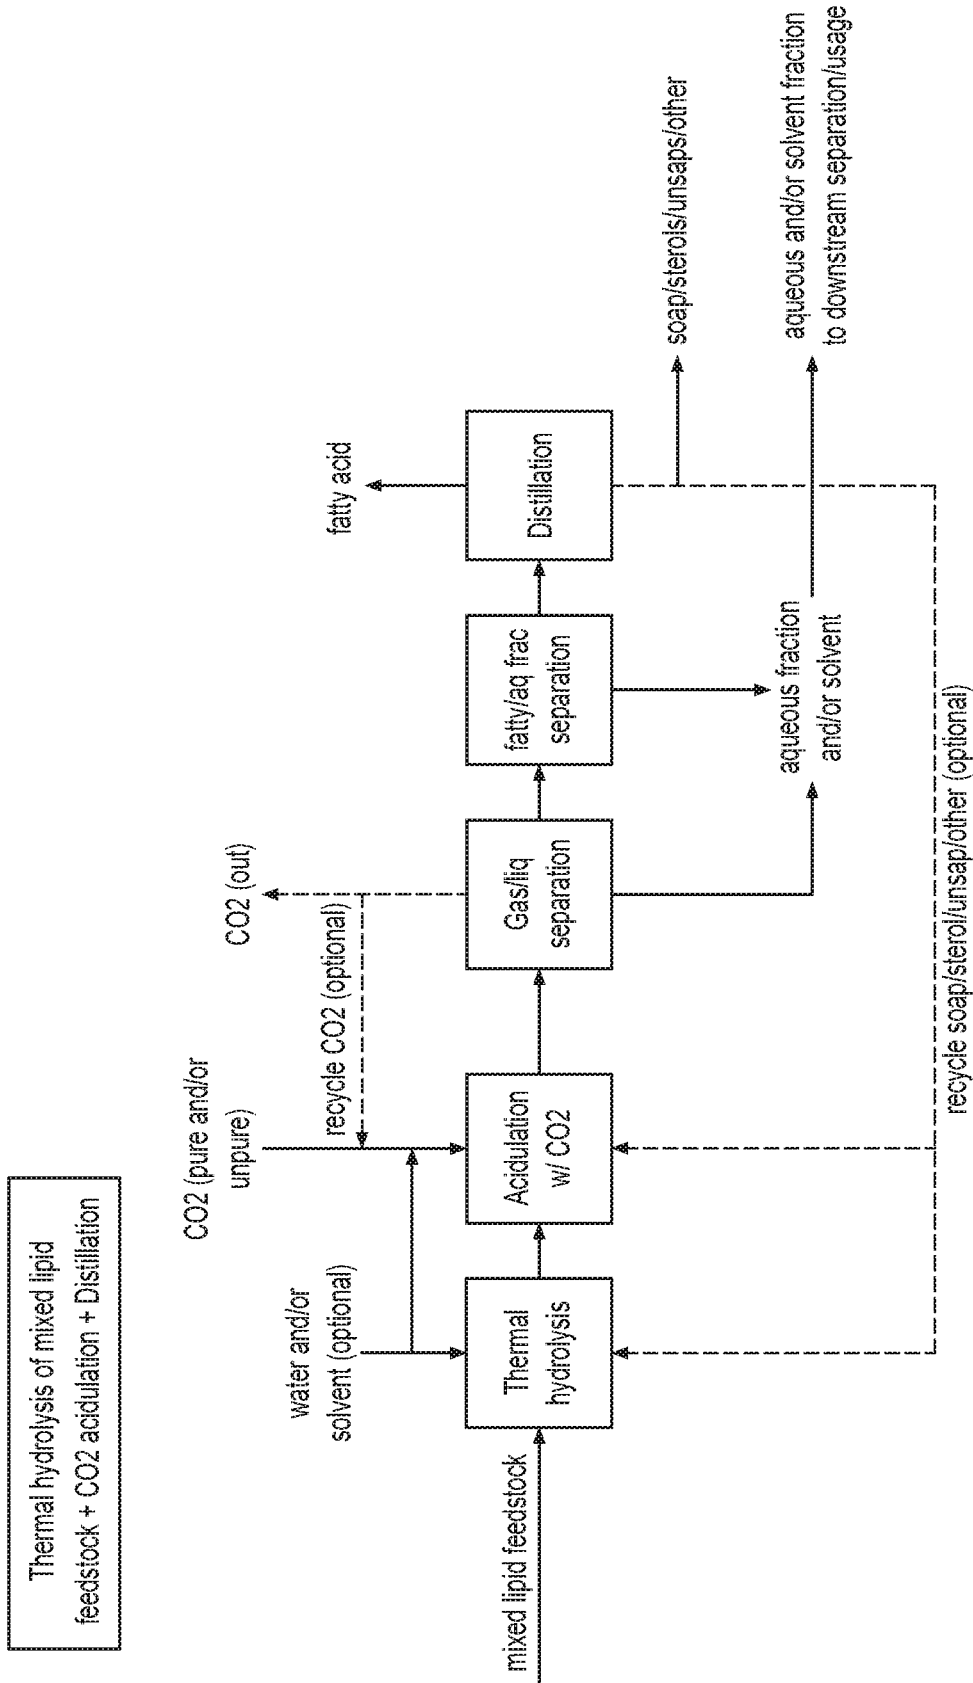 Thermal hydrolysis of mixed lipid
feedstock + CO2 acidulation + Distillation
CO2 (pure and/or
unpure)
CO2 (out)
recycle CO2 (optional)
water and/or
solvent (optional)
fatty acid
mixed lipid feedstock
Thermal
hydrolysis
Acidulation
w/ CO2
Gas/liq
separation
fatty/aq frac
separation
Distillation
soap/sterols/unsaps/other
aqueous fraction
and/or solvent
aqueous and/or solvent fraction
to downstream separation/usage
recycle soap/sterol/unsap/other (optional)